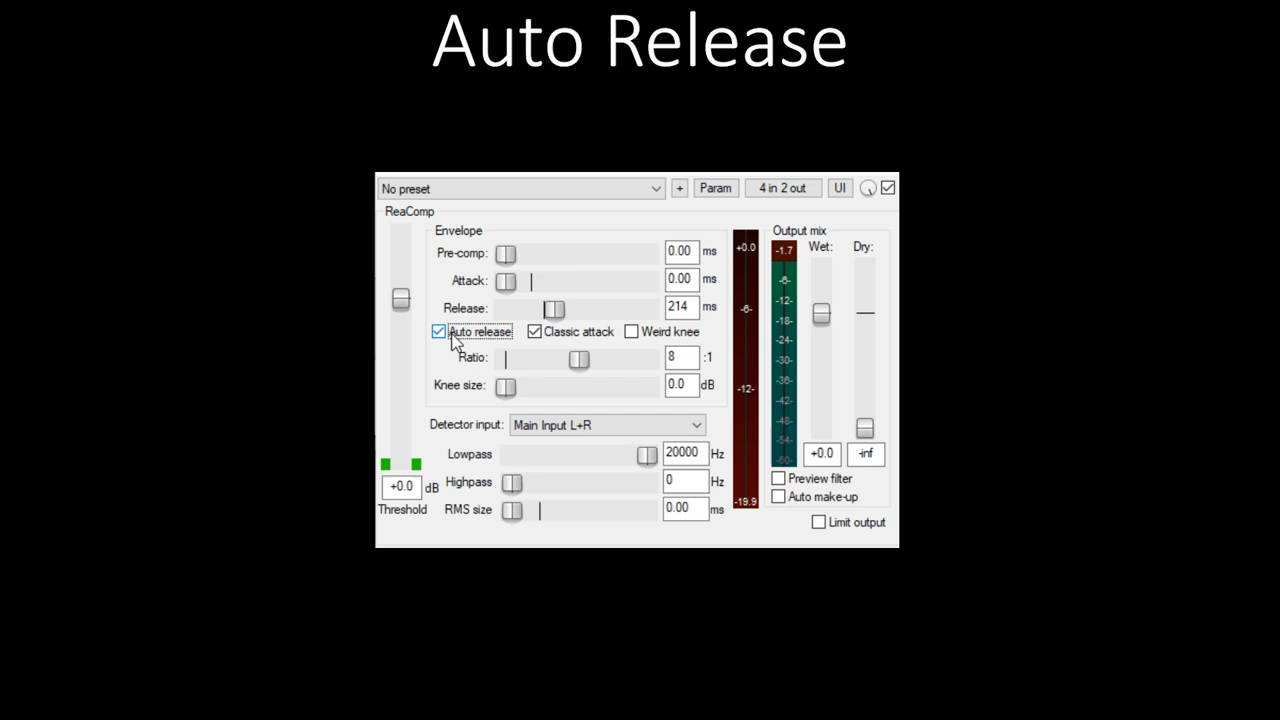 Auto Release
No preset + Param 4 in 2 out UI
ReaComp
Envelope
Pre-comp: 0.00 ms
Attack: 0.00 ms
Release: 214 ms
Auto release Classic attack Weird knee
Ratio: 8 :1
Knee size: 0.0 dB
Detector input: Main Input L+R
Lowpass 20000 Hz
Highpass 0 Hz
RMS size 0.00 ms
+0.0 dB
Threshold
+0.0
-6-
-12-
-19.9
Output mix
Wet: Dry:
-1.7
-6-
-12-
-18-
-24-
-30-
-36-
-42-
-48-
-54-
-60-
+0.0 -inf
Preview filter
Auto make-up
Limit output